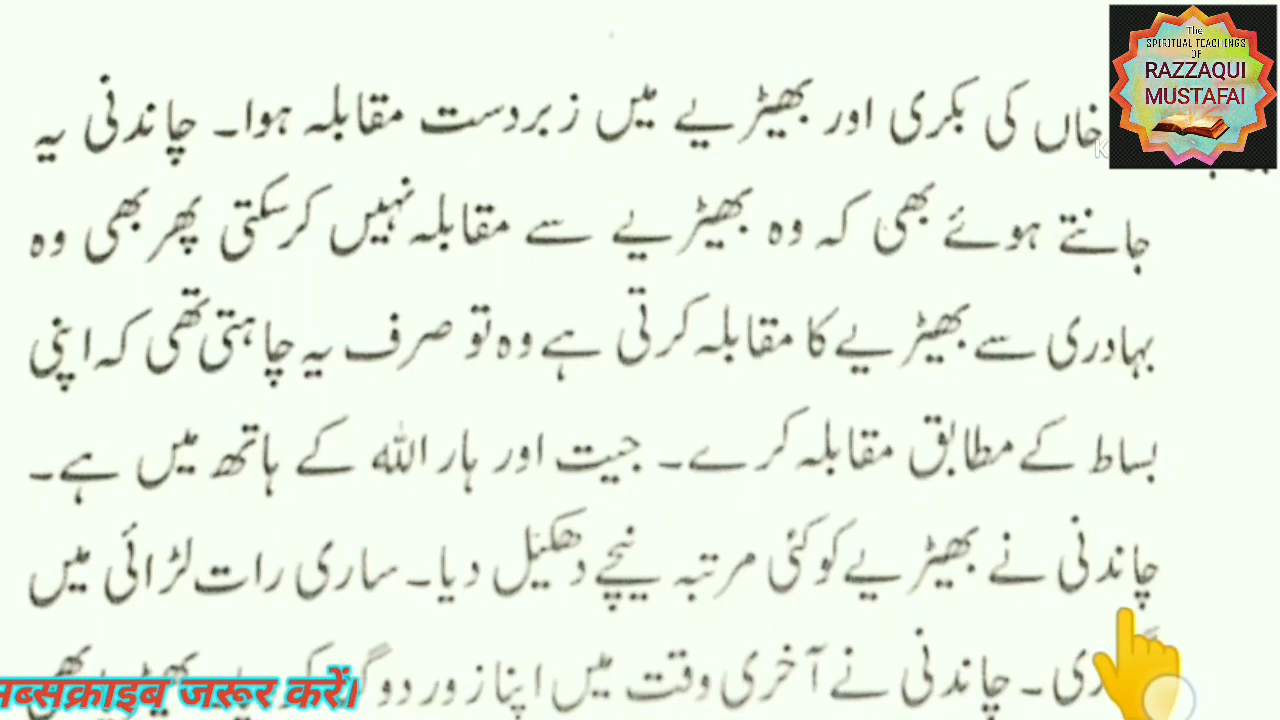 The
SPIRITUAL TEACHINGS
OF
RAZZAQUI
MUSTAFAI
خاں کی بکری اور بھیڑیے میں زبردست مقابلہ ہوا۔ چاندنی یہ
جانتے ہوئے بھی کہ وہ بھیڑیے سے مقابلہ نہیں کرسکتی پھر بھی وہ
بہادری سے بھیڑیے کا مقابلہ کرتی ہے وہ تو صرف یہ چاہتی تھی کہ اپنی
بساط کے مطابق مقابلہ کرے۔ جیت اور ہار اللہ کے ہاتھ میں ہے۔
چاندنی نے بھیڑیے کو کئی مرتبہ نیچے دھکیل دیا۔ ساری رات لڑائی میں
چاندنی نے آخری وقت میں اپنا زور دو
सब्सक्राइब जरूर करें।